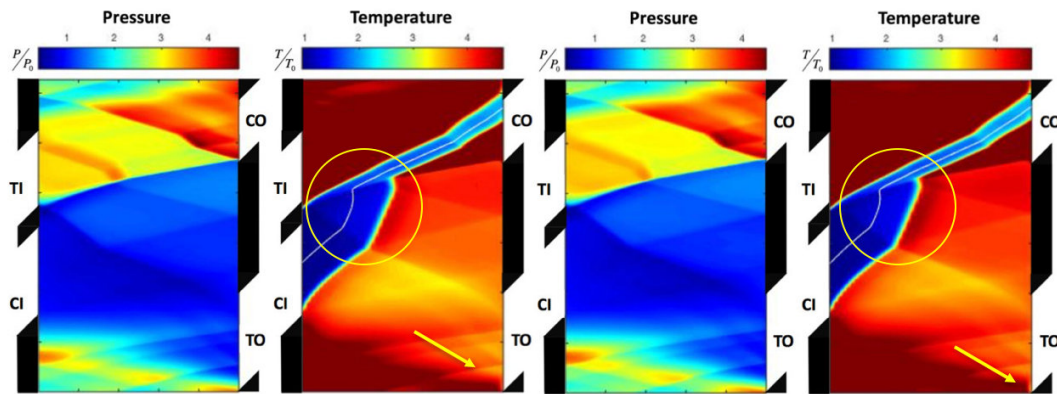 Pressure Temperature Pressure Temperature
P/P₀ 1 2 3 4 T/T₀ 2 3 4 P/P₀ 1 2 3 4 T/T₀ 2 3 4
CO CO CO CO
TI TI TI TI
CI CI CI CI
TO TO TO TO